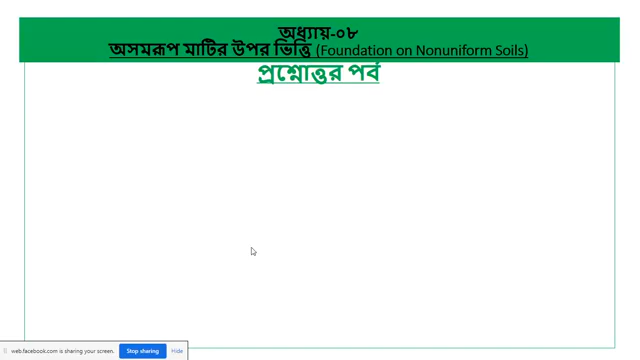 অধ্যায়-০৮
অসমরূপ মাটির উপর ভিত্তি (Foundation on Nonuniform Soils)
প্রশ্নোত্তর পর্ব
web.facebook.com is sharing your screen. Stop sharing Hide